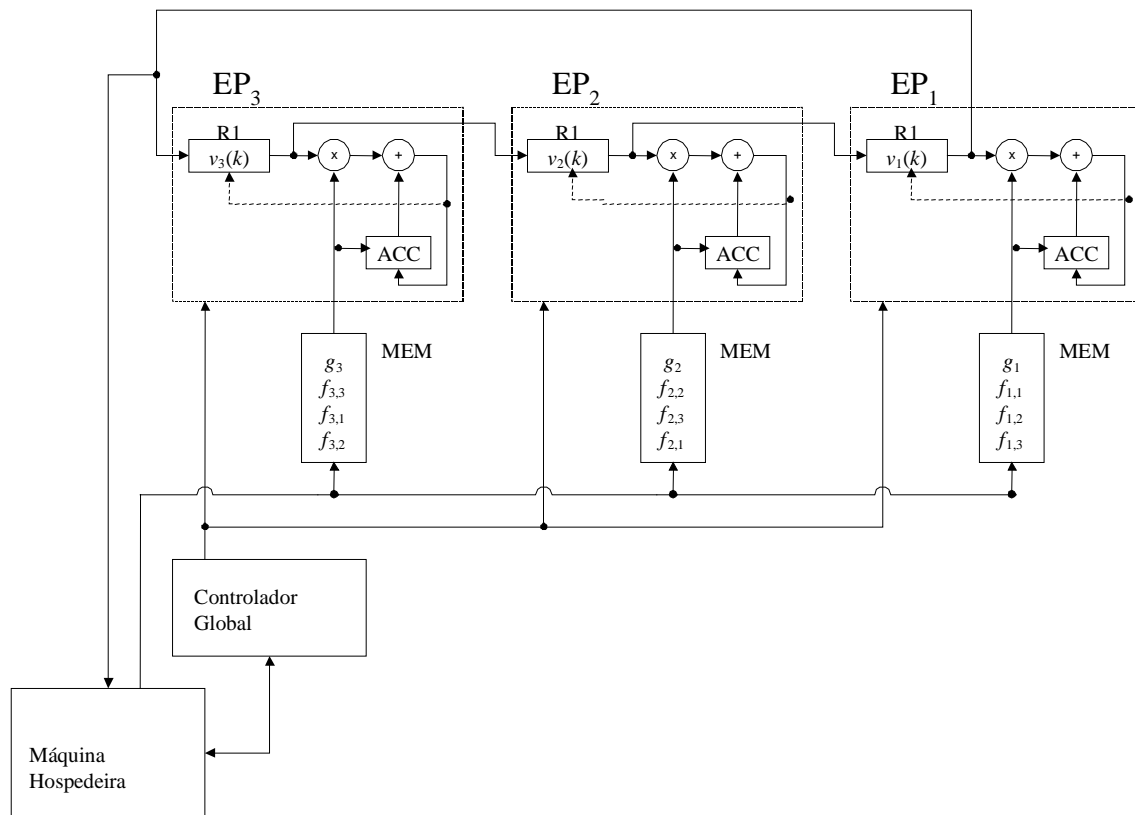 EP3 EP2 EP1
R1 R1 R1
v3(k) x + v2(k) x + v1(k) x +
ACC ACC ACC
MEM MEM MEM
g3 g2 g1
f3,3 f2,2 f1,1
f3,1 f2,3 f1,2
f3,2 f2,1 f1,3
Controlador
Global
Máquina
Hospedeira